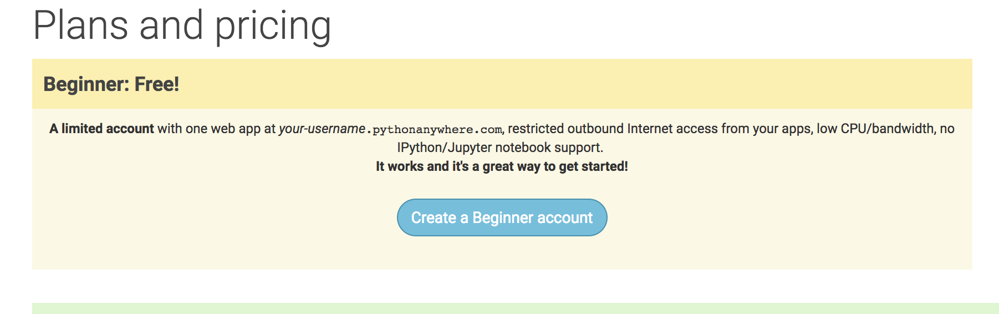 Plans and pricing
Beginner: Free!
A limited account with one web app at your-username.pythonanywhere.com, restricted outbound Internet access from your apps, low CPU/bandwidth, no
IPython/Jupyter notebook support.
It works and it's a great way to get started!
Create a Beginner account